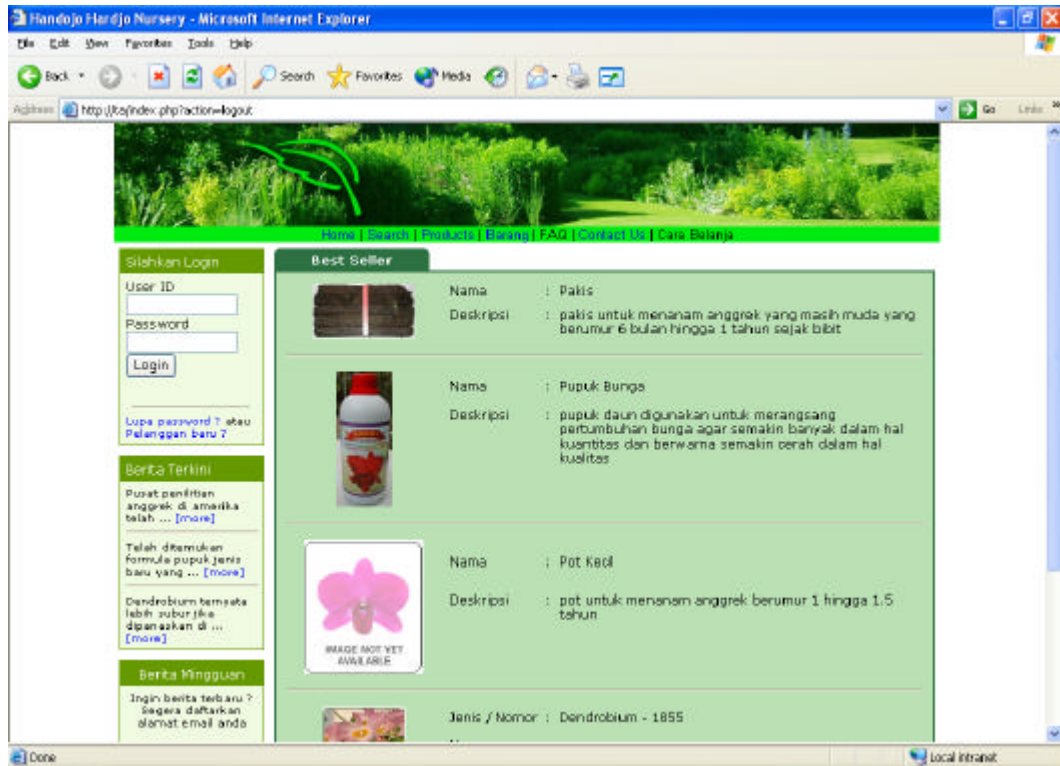 Handojo Hardjo Nursery - Microsoft Internet Explorer
File Edit View Favorites Tools Help
Back Search Favorites Media
Address http://ta/index.php?action=logout Go Links
Home | Search | Products | Barang | FAQ | Contact Us | Cara Belanja
Silahkan Login
User ID
Password
Login
Lupa password ? atau
Pelanggan baru ?
Berita Terkini
Pusat penilitian
anggrek di amerika
telah ... [more]
Telah ditemukan
formula pupuk jenis
baru yang ... [more]
Dendrobium ternyata
lebih subur jika
dipanaskan di ...
[more]
Berita Mingguan
Ingin berita terbaru ?
Segera daftarkan
alamat email anda
Best Seller
Nama : Pakis
Deskripsi : pakis untuk menanam anggrek yang masih muda yang
berumur 6 bulan hingga 1 tahun sejak bibit
Nama : Pupuk Bunga
Deskripsi : pupuk daun digunakan untuk merangsang
pertumbuhan bunga agar semakin banyak dalam hal
kuantitas dan berwarna semakin cerah dalam hal
kualitas
IMAGE NOT YET
AVAILABLE
Nama : Pot Kecil
Deskripsi : pot untuk menanam anggrek berumur 1 hingga 1.5
tahun
Jenis / Nomor : Dendrobium - 1855
Done
Local intranet